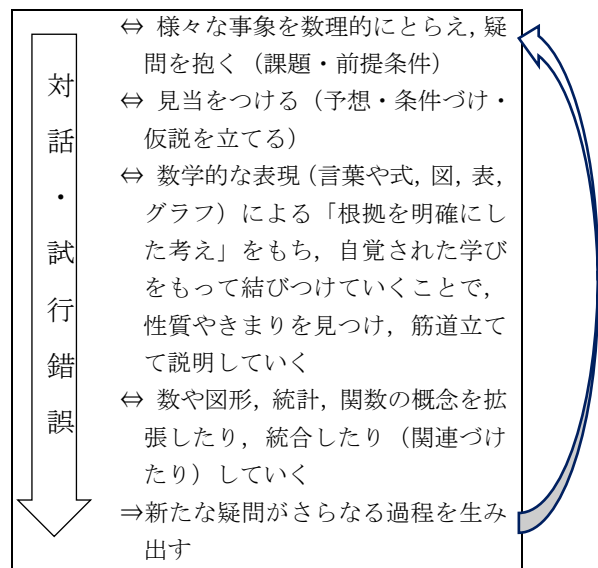 対話・試行錯誤
⇔ 様々な事象を数理的にとらえ，疑
問を抱く（課題・前提条件）
⇔ 見当をつける（予想・条件づけ・
仮説を立てる）
⇔ 数学的な表現（言葉や式，図，表，
グラフ）による「根拠を明確にし
た考え」をもち，自覚された学び
をもって結びつけていくことで，
性質やきまりを見つけ，筋道立て
て説明していく
⇔ 数や図形，統計，関数の概念を拡
張したり，統合したり（関連づけ
たり）していく
⇒新たな疑問がさらなる過程を生み
出す